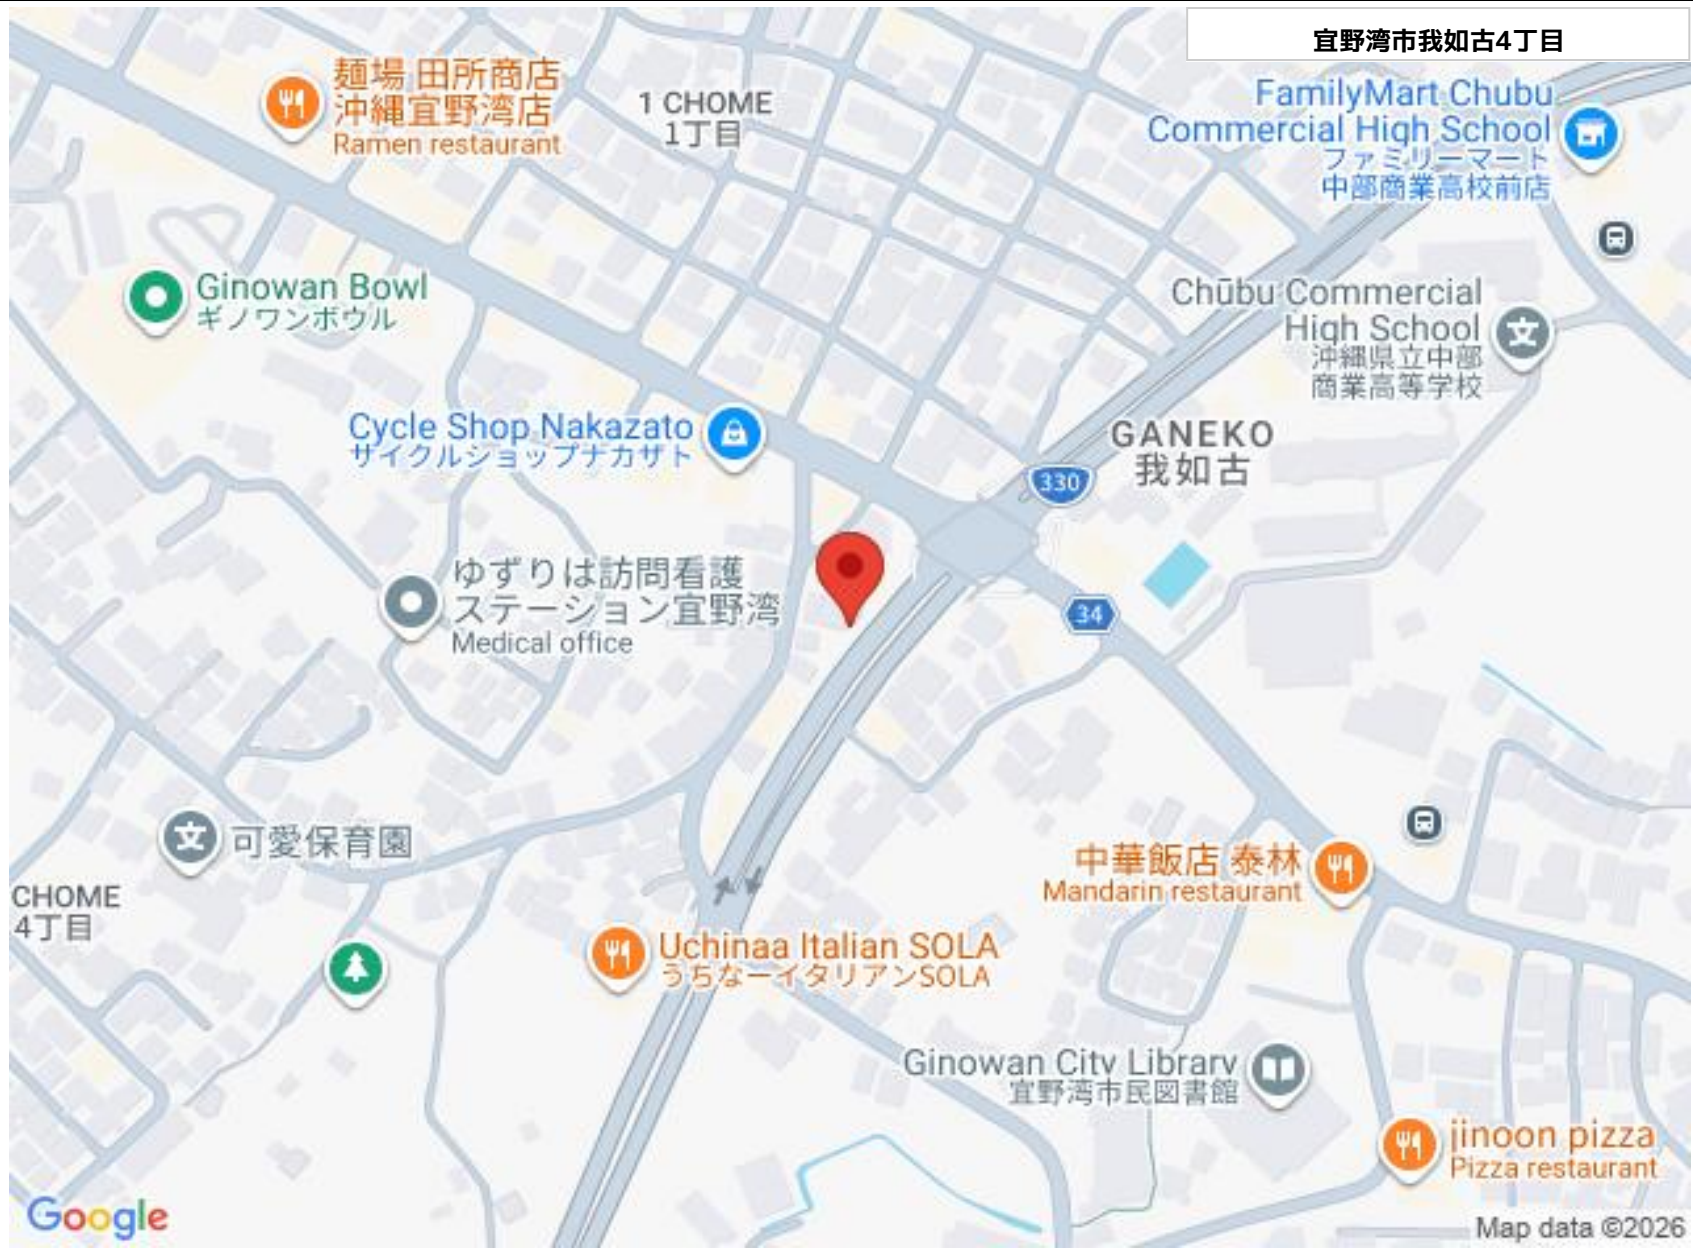 宜野湾市我如古4丁目
麺場 田所商店
沖縄宜野湾店
Ramen restaurant
1 CHOME
1丁目
FamilyMart Chubu
Commercial High School
ファミリーマート
中部商業高校前店
Ginowan Bowl
ギノワンボウル
Chūbu Commercial
High School
沖縄県立中部
商業高等学校
Cycle Shop Nakazato
サイクルショップナカザト
GANEKO
我如古
330
ゆずりは訪問看護
ステーション宜野湾
Medical office
34
可愛保育園
中華飯店 泰林
Mandarin restaurant
CHOME
4丁目
Uchinaa Italian SOLA
うちなーイタリアンSOLA
Ginowan City Library
宜野湾市民図書館
jinoon pizza
Pizza restaurant
Google
Map data ©2026